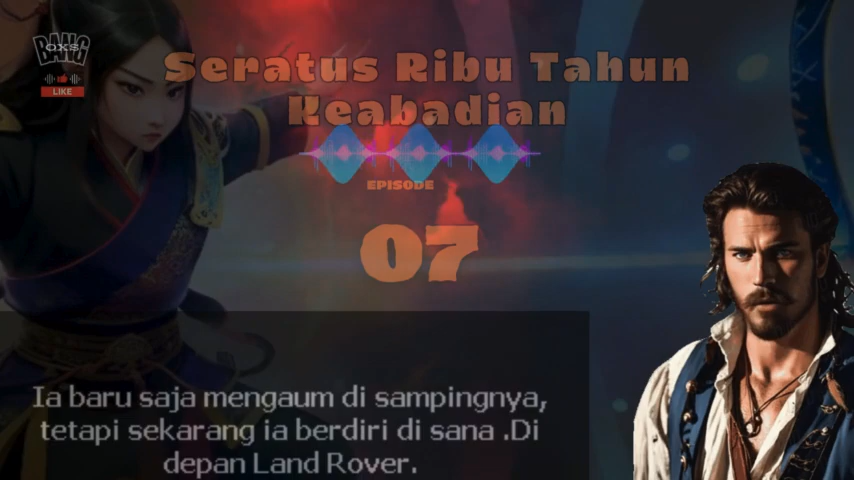 BANG
OXS
LIKE
Seratus Ribu Tahun
Keabadian
EPISODE
07
Ia baru saja mengaum di sampingnya,
tetapi sekarang ia berdiri di sana .Di
depan Land Rover.